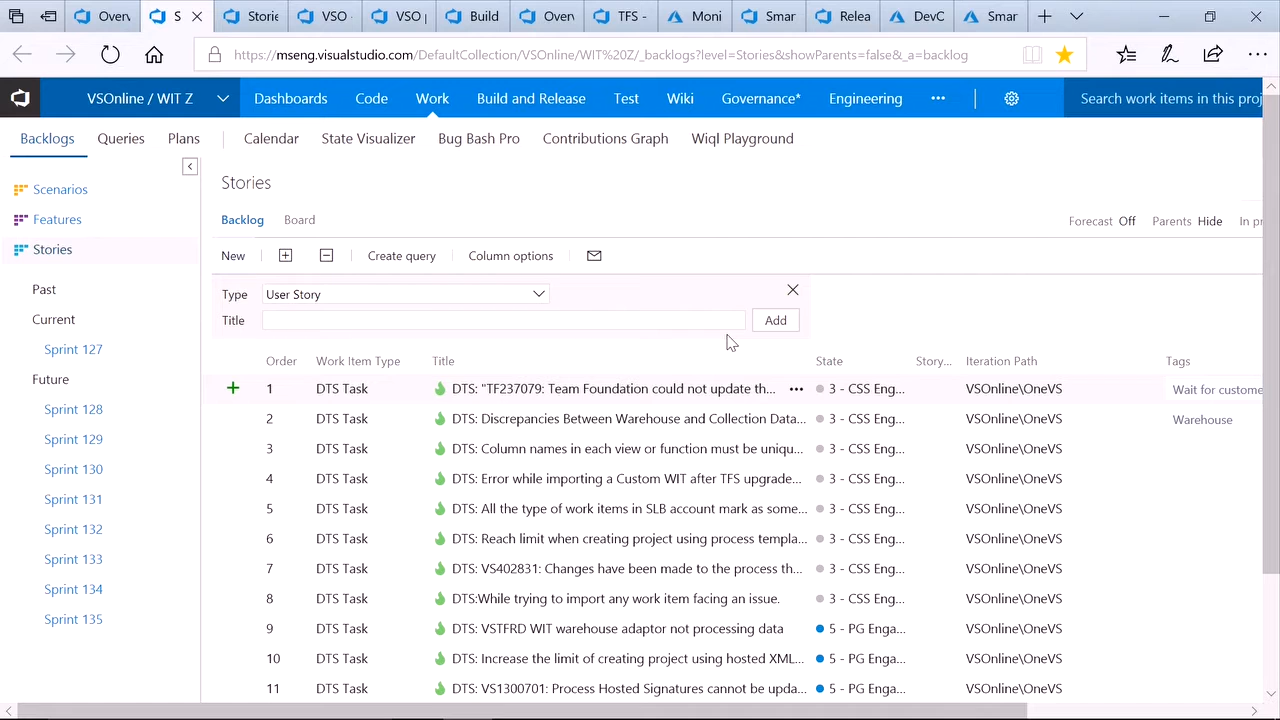 Overv
S
Storie
VSO -
VSO |
Build
Overv
TFS -
Moni
Smar
Relea
DevC
Smar
https://mseng.visualstudio.com/DefaultCollection/VSOnline/WIT%20Z/_backlogs?level=Stories&showParents=false&_a=backlog
VSOnline / WIT Z
Dashboards Code Work Build and Release Test Wiki Governance* Engineering
Search work items in this proj
Backlogs Queries Plans Calendar State Visualizer Bug Bash Pro Contributions Graph Wiql Playground
Scenarios
Features
Stories
Past
Current
Sprint 127
Future
Sprint 128
Sprint 129
Sprint 130
Sprint 131
Sprint 132
Sprint 133
Sprint 134
Sprint 135
Stories
Backlog Board
Forecast Off Parents Hide In pr
New Create query Column options
Type User Story
Title Add
Order Work Item Type Title State Story... Iteration Path Tags
1 DTS Task DTS: "TF237079: Team Foundation could not update th... 3 - CSS Eng... VSOnline\OneVS Wait for custome
2 DTS Task DTS: Discrepancies Between Warehouse and Collection Data... 3 - CSS Eng... VSOnline\OneVS Warehouse
3 DTS Task DTS: Column names in each view or function must be uniqu... 3 - CSS Eng... VSOnline\OneVS
4 DTS Task DTS: Error while importing a Custom WIT after TFS upgrade... 3 - CSS Eng... VSOnline\OneVS
5 DTS Task DTS: All the type of work items in SLB account mark as some... 3 - CSS Eng... VSOnline\OneVS
6 DTS Task DTS: Reach limit when creating project using process templa... 3 - CSS Eng... VSOnline\OneVS
7 DTS Task DTS: VS402831: Changes have been made to the process th... 3 - CSS Eng... VSOnline\OneVS
8 DTS Task DTS:While trying to import any work item facing an issue. 3 - CSS Eng... VSOnline\OneVS
9 DTS Task DTS: VSTFRD WIT warehouse adaptor not processing data 5 - PG Enga... VSOnline\OneVS
10 DTS Task DTS: Increase the limit of creating project using hosted XML... 5 - PG Enga... VSOnline\OneVS
11 DTS Task DTS: VS1300701: Process Hosted Signatures cannot be upda... 5 - PG Enga... VSOnline\OneVS